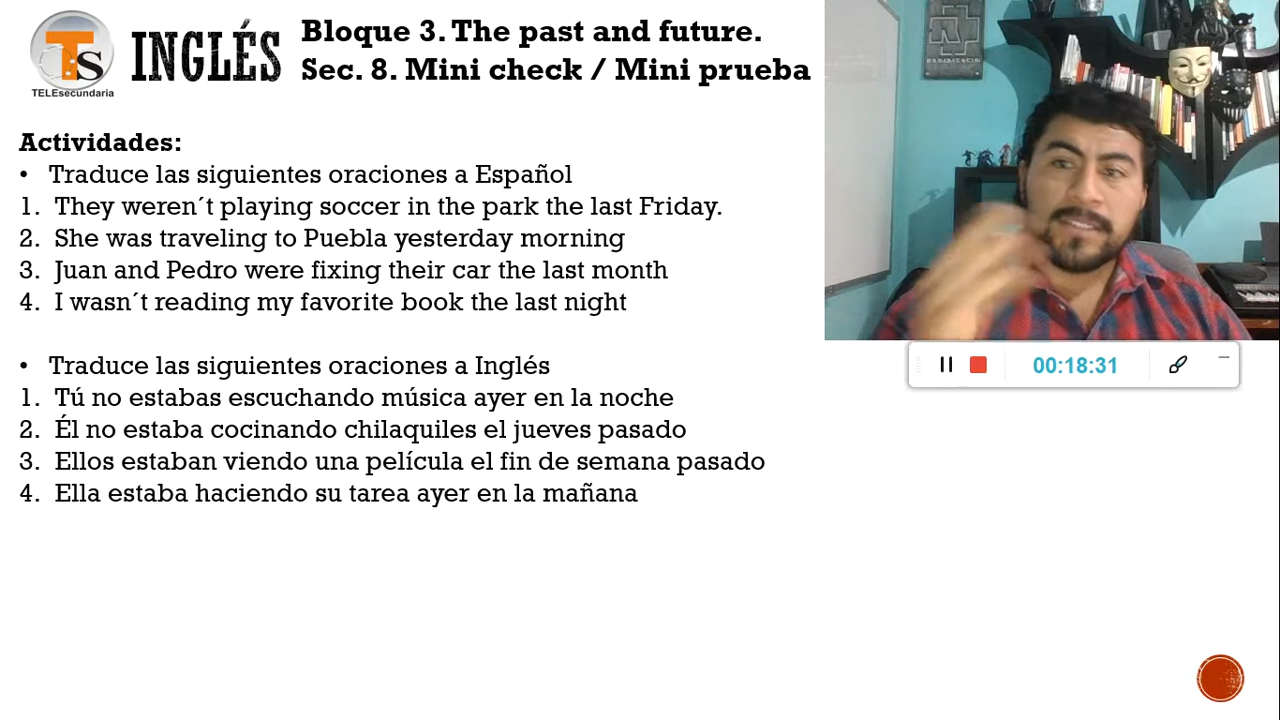 TS
TELEsecundaria
INGLÉS
Bloque 3. The past and future.
Sec. 8. Mini check / Mini prueba
RAMMSTEIN
Actividades:
• Traduce las siguientes oraciones a Español
1. They weren´t playing soccer in the park the last Friday.
2. She was traveling to Puebla yesterday morning
3. Juan and Pedro were fixing their car the last month
4. I wasn´t reading my favorite book the last night
• Traduce las siguientes oraciones a Inglés
1. Tú no estabas escuchando música ayer en la noche
2. Él no estaba cocinando chilaquiles el jueves pasado
3. Ellos estaban viendo una película el fin de semana pasado
4. Ella estaba haciendo su tarea ayer en la mañana
00:18:31